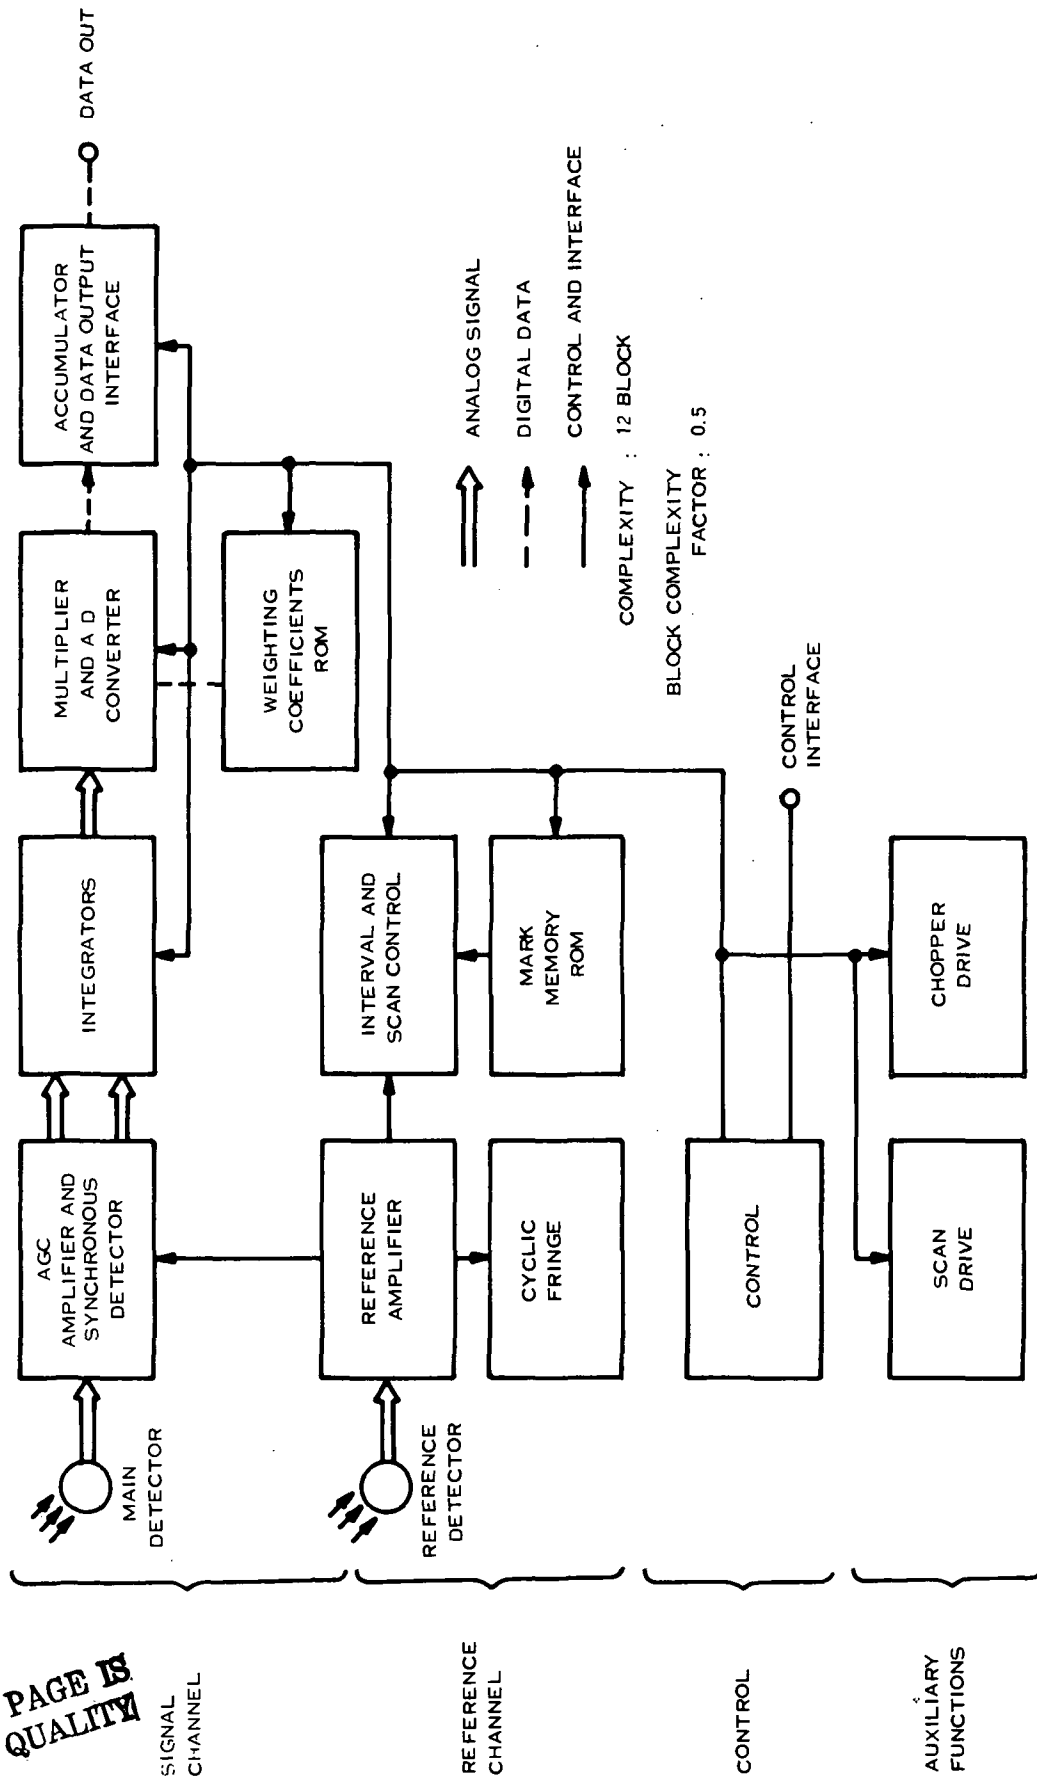 PAGE IS
QUALITY
SIGNAL
CHANNEL
MAIN
DETECTOR
AGC
AMPLIFIER AND
SYNCHRONOUS
DETECTOR
INTEGRATORS
MULTIPLIER
AND A D
CONVERTER
ACCUMULATOR
AND DATA OUTPUT
INTERFACE
DATA OUT
WEIGHTING
COEFFICIENTS
ROM
REFERENCE
CHANNEL
REFERENCE
DETECTOR
REFERENCE
AMPLIFIER
INTERVAL AND
SCAN CONTROL
CYCLIC
FRINGE
MARK
MEMORY
ROM
ANALOG SIGNAL
DIGITAL DATA
CONTROL AND INTERFACE
COMPLEXITY : 12 BLOCK
BLOCK COMPLEXITY
FACTOR : 0.5
CONTROL
CONTROL
CONTROL
INTERFACE
AUXILIARY
FUNCTIONS
SCAN
DRIVE
CHOPPER
DRIVE